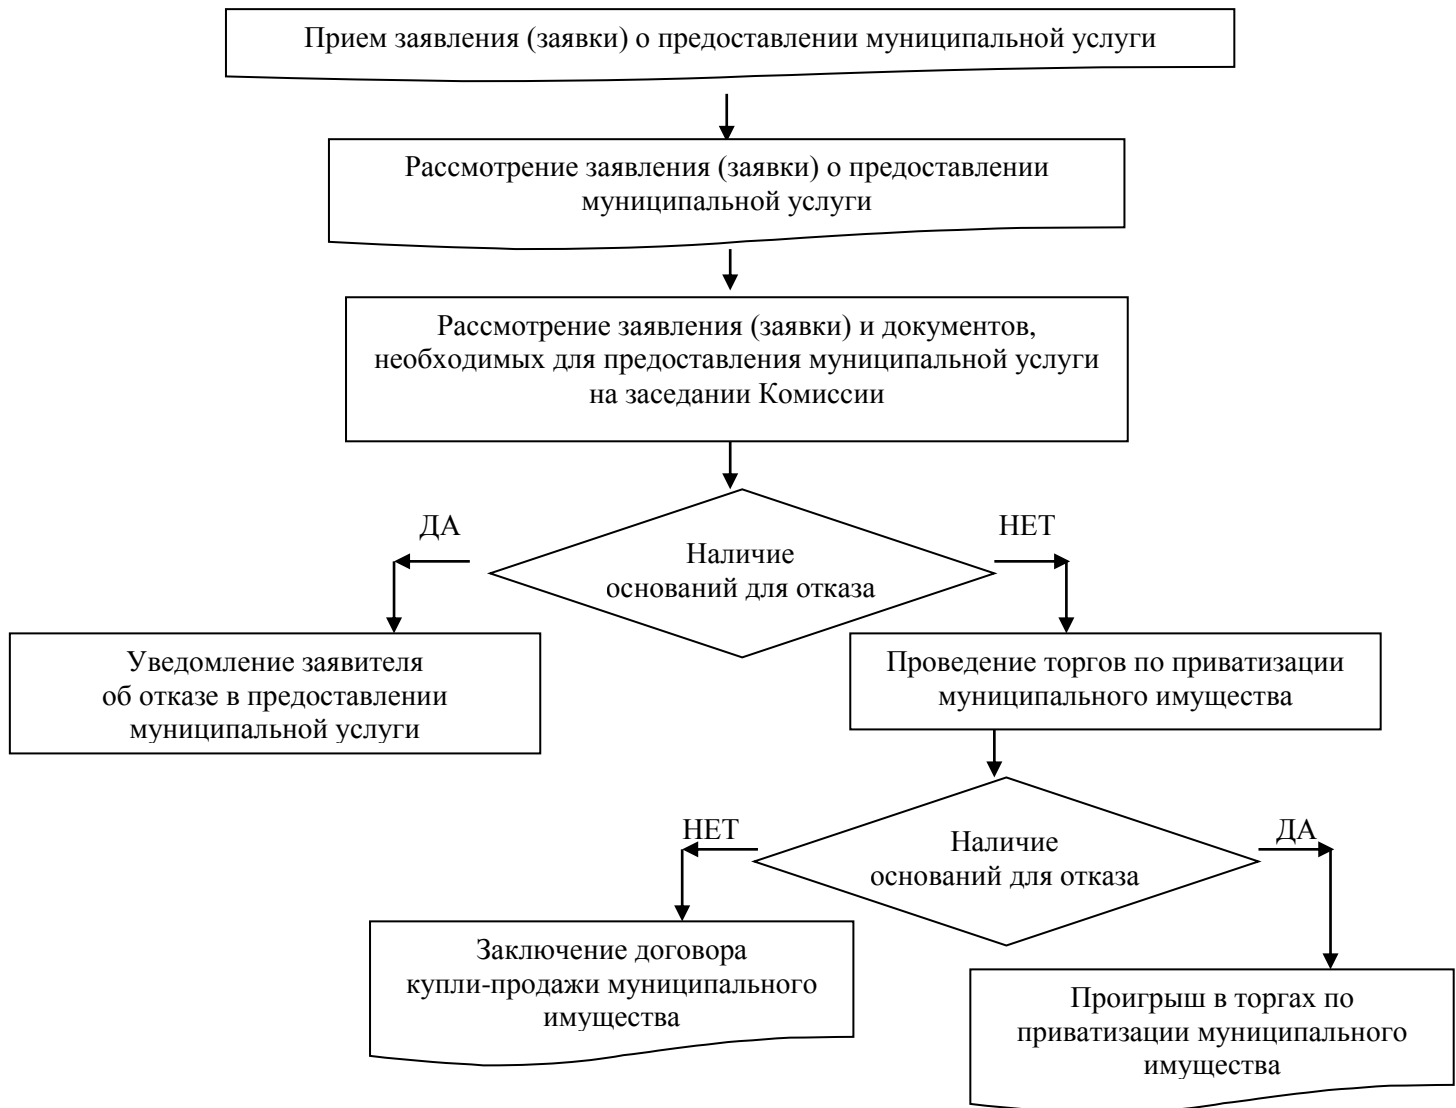 Прием заявления (заявки) о предоставлении муниципальной услуги
Рассмотрение заявления (заявки) о предоставлении
муниципальной услуги
Рассмотрение заявления (заявки) и документов,
необходимых для предоставления муниципальной услуги
на заседании Комиссии
ДА
НЕТ
Наличие
оснований для отказа
Уведомление заявителя
об отказе в предоставлении
муниципальной услуги
Проведение торгов по приватизации
муниципального имущества
НЕТ
ДА
Наличие
оснований для отказа
Заключение договора
купли-продажи муниципального
имущества
Проигрыш в торгах по
приватизации муниципального
имущества